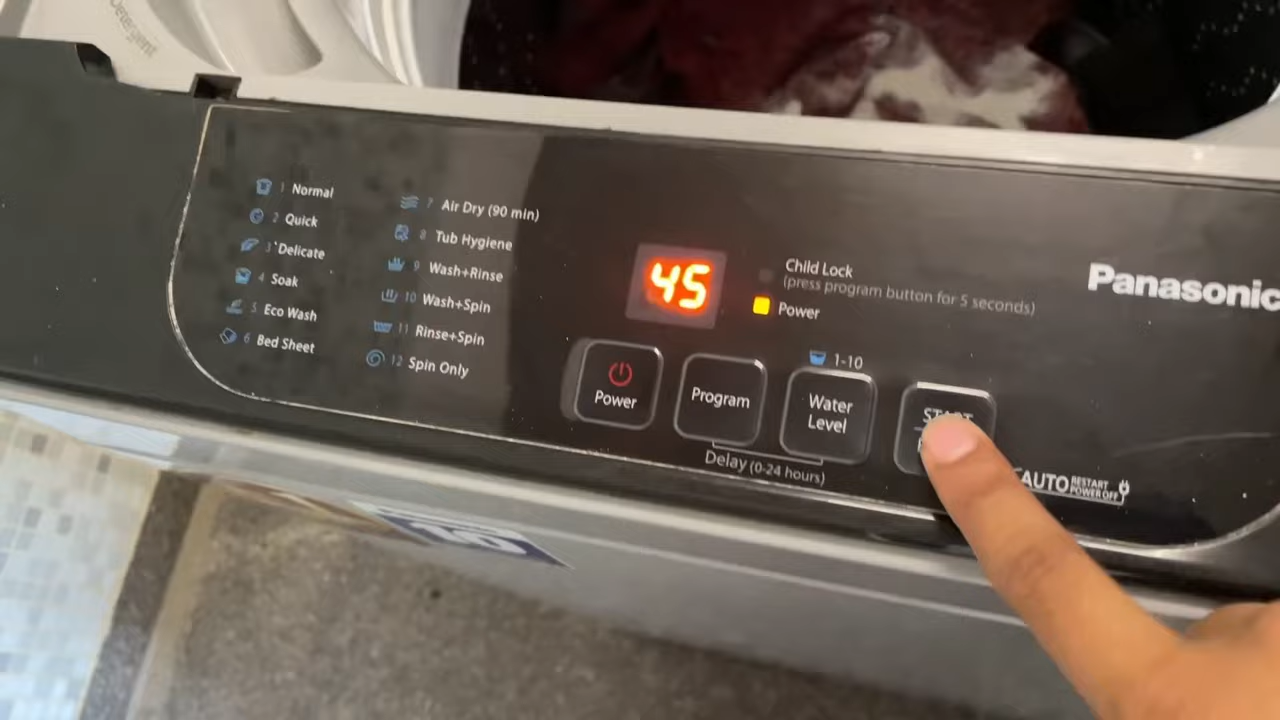 Detergent
1 Normal
2 Quick
3 Delicate
4 Soak
5 Eco Wash
6 Bed Sheet
7 Air Dry (90 min)
8 Tub Hygiene
9 Wash+Rinse
10 Wash+Spin
11 Rinse+Spin
12 Spin Only
45
Child Lock
(press program button for 5 seconds)
Power
Panasonic
Power
Program
1-10
Water
Level
START
Delay (0-24 hours)
AUTO RESTART
POWER OFF
10